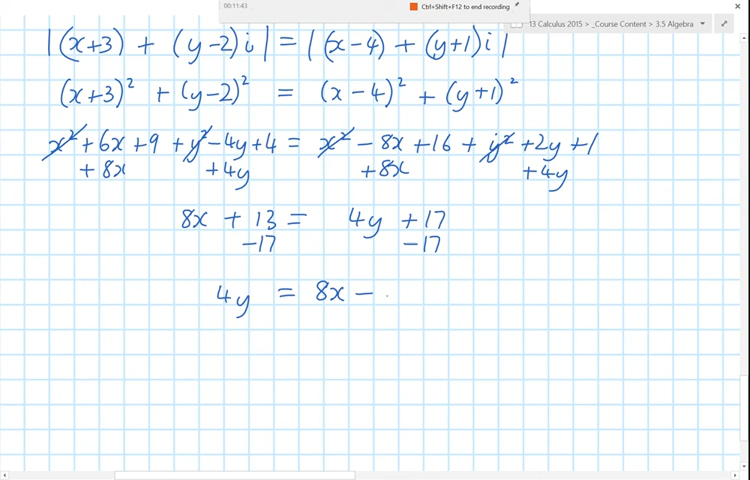 00:11:43
Ctrl+Shift+F12 to end recording
13 Calculus 2015 > _Course Content > 3.5 Algebra
|(x+3) + (y-2)i| = |(x-4) + (y+1)i|
(x+3)² + (y-2)² = (x-4)² + (y+1)²
x² + 6x + 9 + y² - 4y + 4 = x² - 8x + 16 + y² + 2y + 1
+8x +4y +8x +4y
8x + 13 = 4y + 17
-17 -17
4y = 8x -